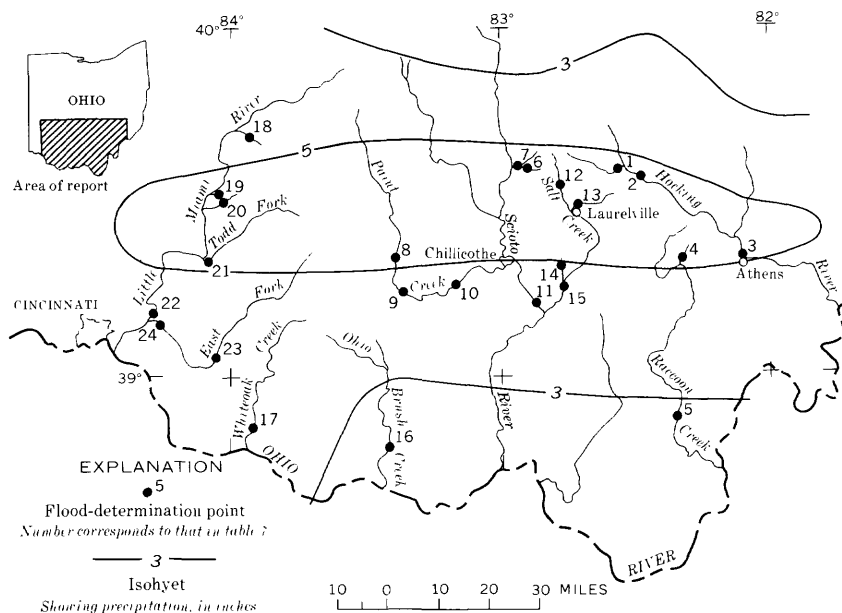 40° 84° 83° 82°
3
OHIO
Area of report
River
18
5
Paint
7 6
1
2
12
Salt
13
Hocking
Laurelville
Miami
19
20
Scioto
Todd Fork
Creek
8
Chillicothe
4
3
Athens
21
14
Little
Fork
9
Creek
10
11
15
River
CINCINNATI
22
24
East
23
Creek
Ohio
39°
Raccoon
3
Whiteoak
17
Brush
River
5
16
Creek
Creek
OHIO
EXPLANATION
5
Flood-determination point
Number corresponds to that in table 7
3
RIVER
Isohyet
Showing precipitation, in inches
10 0 10 20 30 MILES